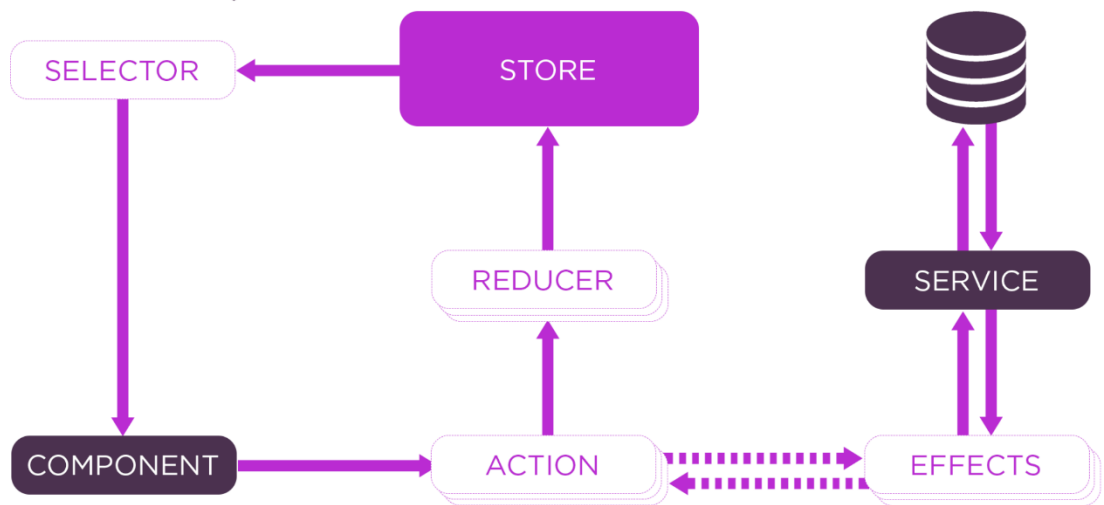 SELECTOR
STORE
REDUCER
SERVICE
COMPONENT
ACTION
EFFECTS